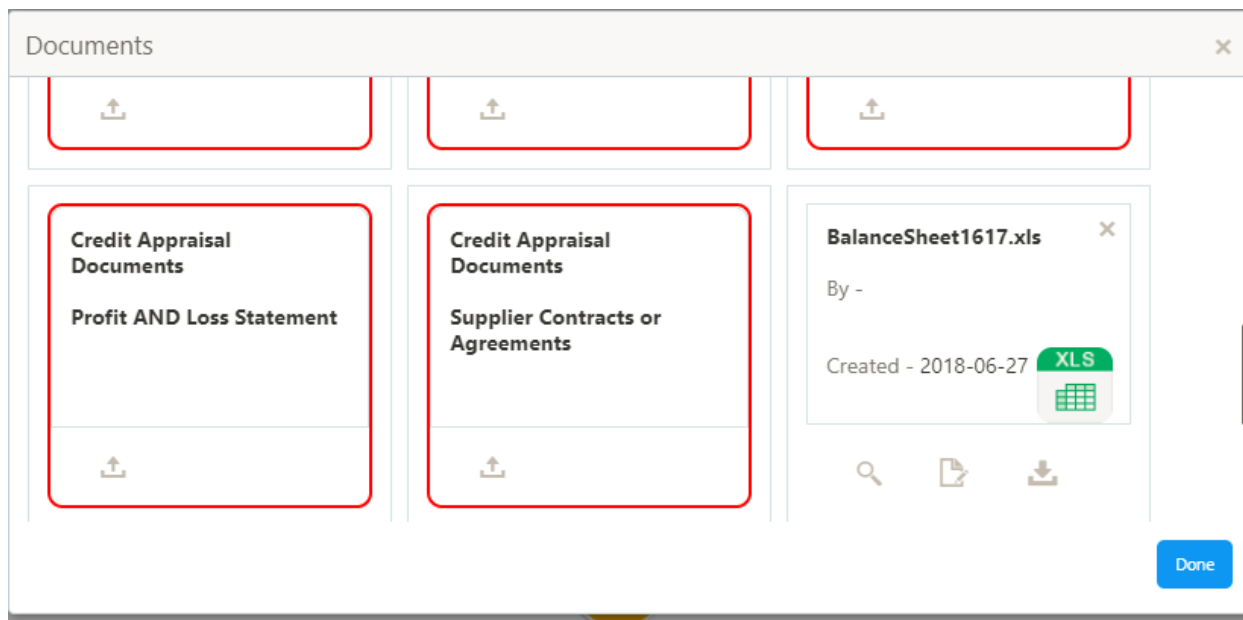 Documents
Credit Appraisal
Documents
Profit AND Loss Statement
Credit Appraisal
Documents
Supplier Contracts or
Agreements
BalanceSheet1617.xls
By -
Created - 2018-06-27
XLS
Done